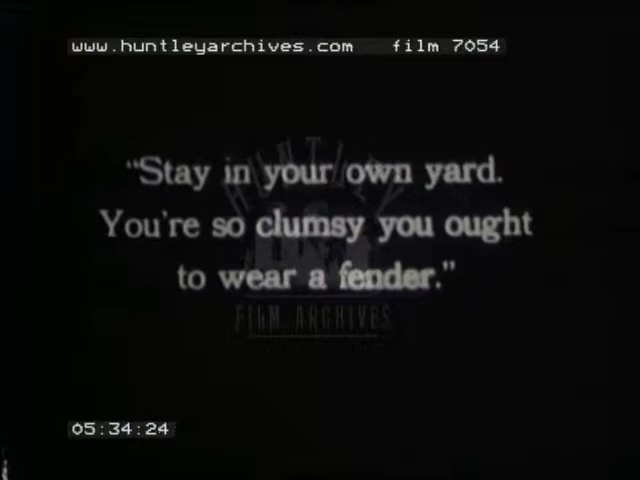 www.huntleyarchives.com film 7054
"Stay in your own yard.
You're so clumsy you ought
to wear a fender."
HUNTLEY
FILM ARCHIVES
05:34:24